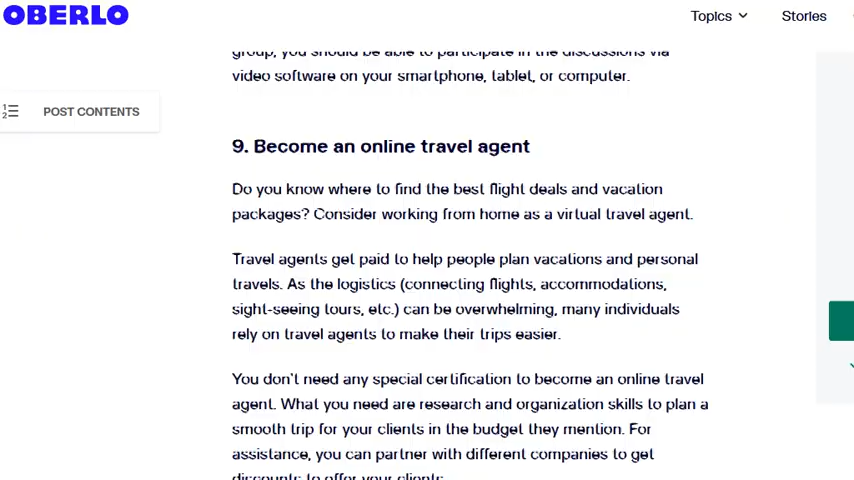 OBERLO
Topics
Stories
group, you should be able to participate in the discussions via
video software on your smartphone, tablet, or computer.
POST CONTENTS
9. Become an online travel agent
Do you know where to find the best flight deals and vacation
packages? Consider working from home as a virtual travel agent.
Travel agents get paid to help people plan vacations and personal
travels. As the logistics (connecting flights, accommodations,
sight-seeing tours, etc.) can be overwhelming, many individuals
rely on travel agents to make their trips easier.
You don't need any special certification to become an online travel
agent. What you need are research and organization skills to plan a
smooth trip for your clients in the budget they mention. For
assistance, you can partner with different companies to get
discounts to offer your clients.